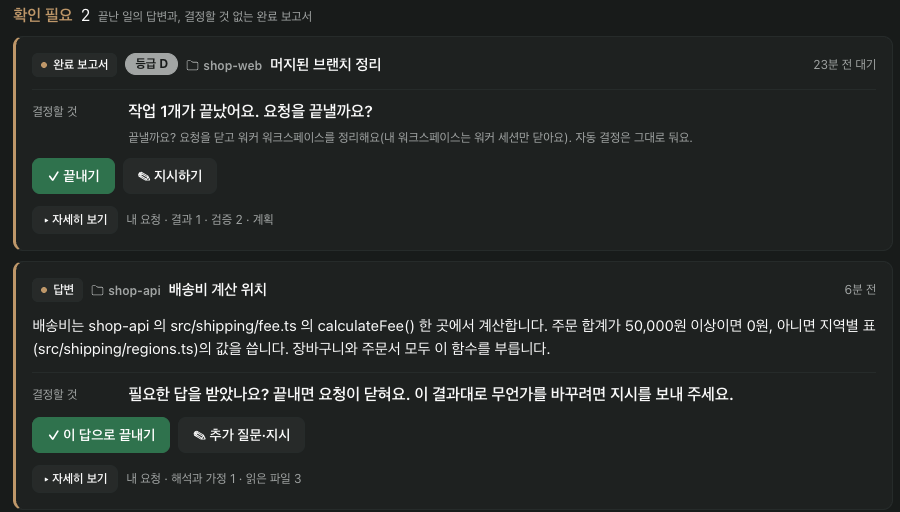 확인 필요 2 끝난 일의 답변과, 결정할 것 없는 완료 보고서
완료 보고서 등급 D shop-web 머지된 브랜치 정리 23분 전 대기
결정할 것 작업 1개가 끝났어요. 요청을 끝낼까요?
끝낼까요? 요청을 닫고 워커 워크스페이스를 정리해요(내 워크스페이스는 워커 세션만 닫아요). 자동 결정은 그대로 둬요.
✓ 끝내기 ✎ 지시하기
▸ 자세히 보기 내 요청 · 결과 1 · 검증 2 · 계획
답변 shop-api 배송비 계산 위치 6분 전
배송비는 shop-api 의 src/shipping/fee.ts 의 calculateFee() 한 곳에서 계산합니다. 주문 합계가 50,000원 이상이면 0원, 아니면 지역별 표
(src/shipping/regions.ts)의 값을 씁니다. 장바구니와 주문서 모두 이 함수를 부릅니다.
결정할 것 필요한 답을 받았나요? 끝내면 요청이 닫혀요. 이 결과대로 무언가를 바꾸려면 지시를 보내 주세요.
✓ 이 답으로 끝내기 ✎ 추가 질문·지시
▸ 자세히 보기 내 요청 · 해석과 가정 1 · 읽은 파일 3